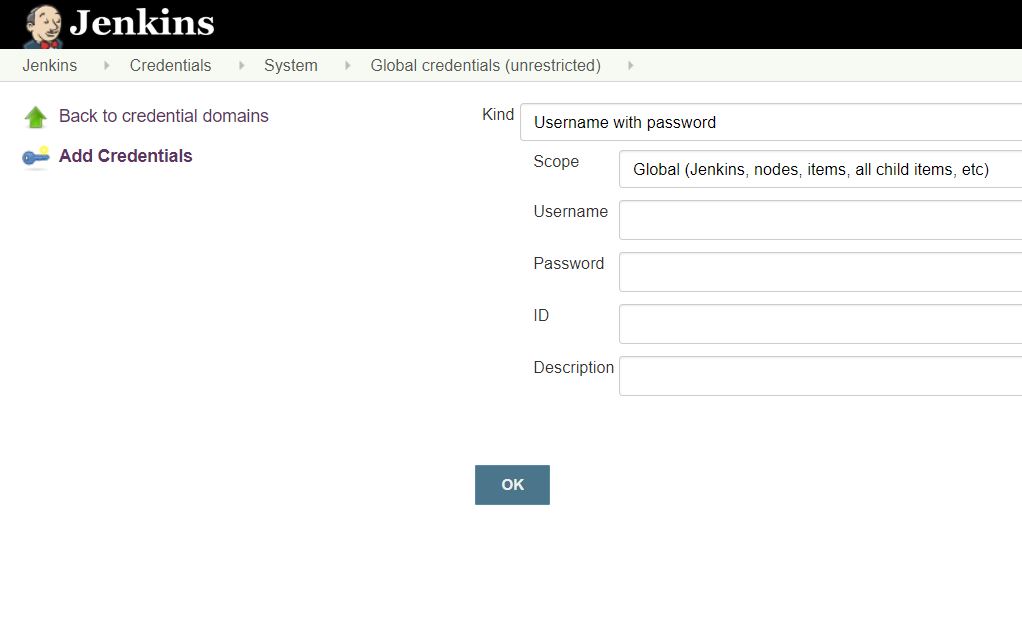 Jenkins
Jenkins Credentials System Global credentials (unrestricted)
Back to credential domains
Add Credentials
Kind Username with password
Scope Global (Jenkins, nodes, items, all child items, etc)
Username
Password
ID
Description
OK